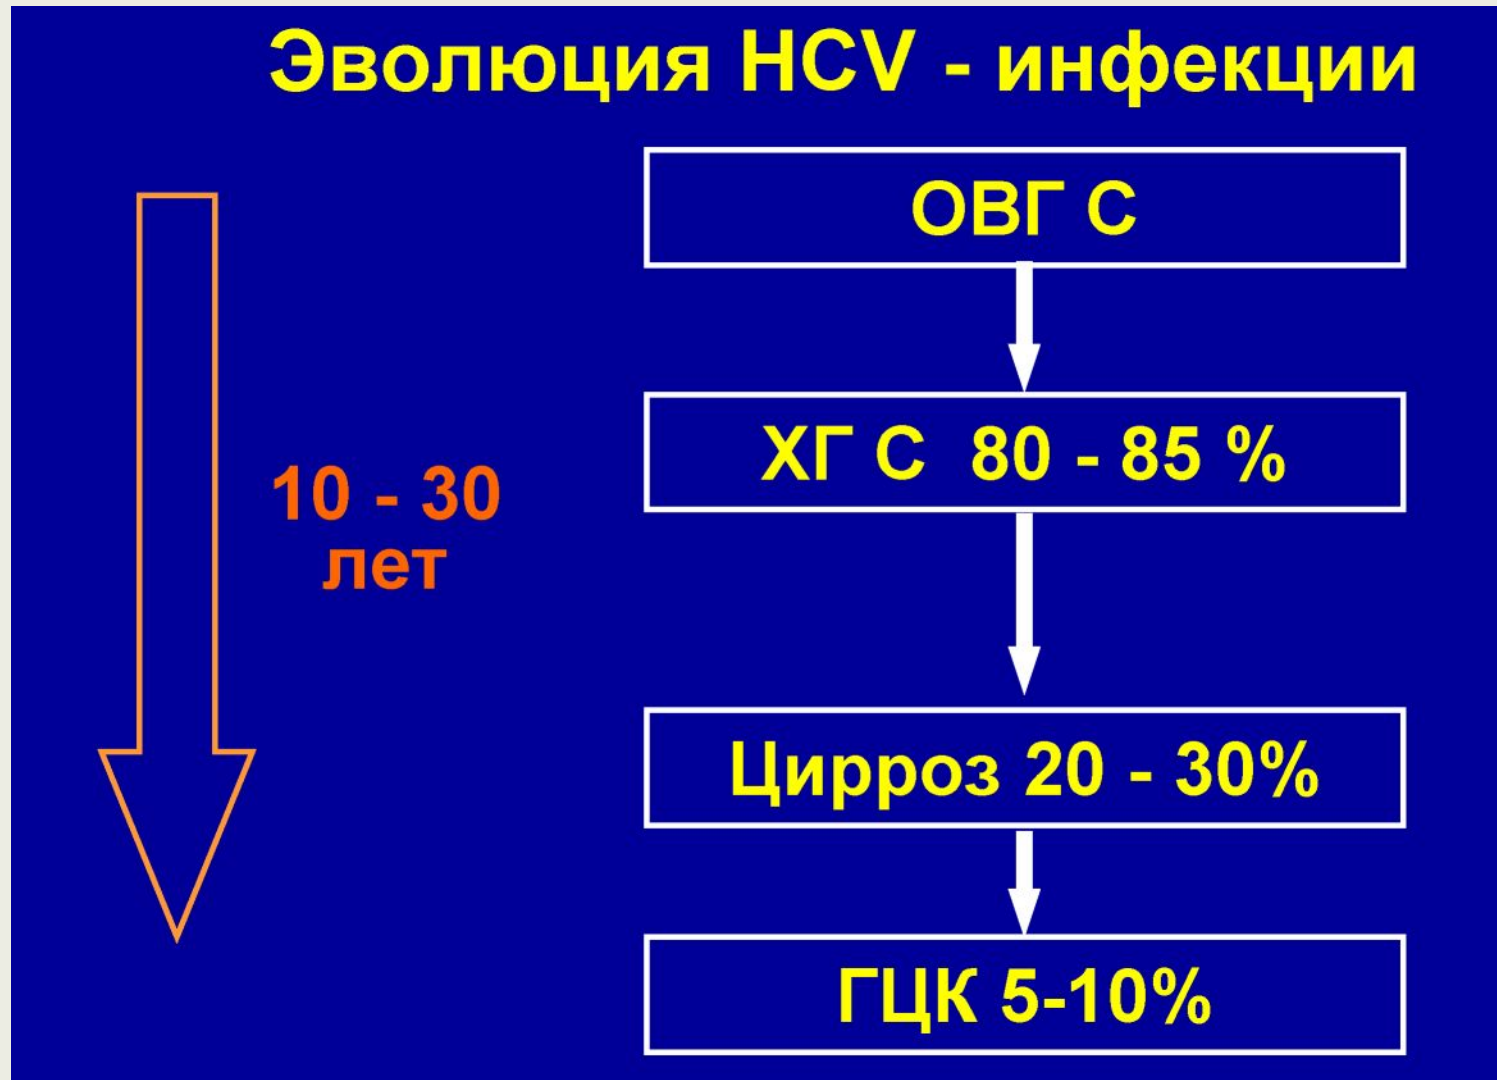 Эволюция HCV - инфекции
ОВГ С
ХГ С 80 - 85 %
10 - 30
лет
Цирроз 20 - 30%
ГЦК 5-10%